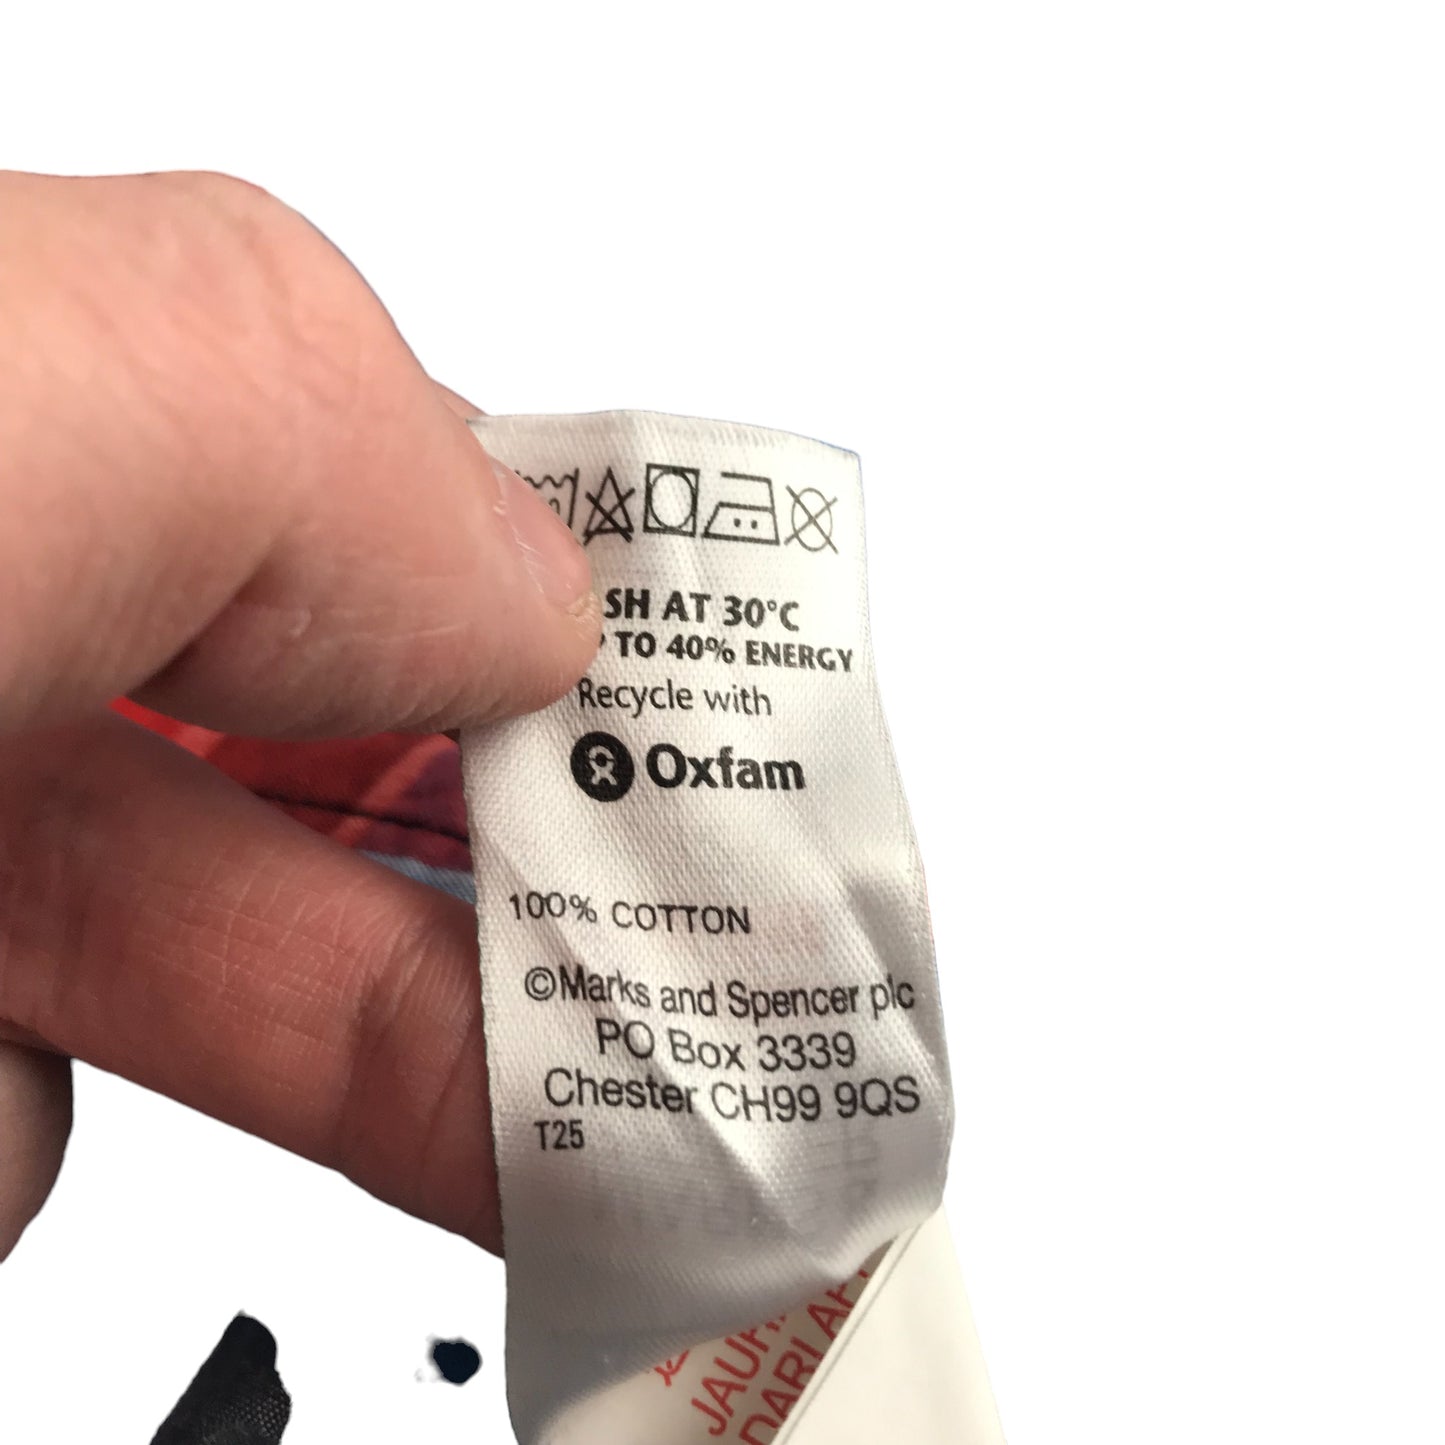 SH AT 30°C
TO 40% ENERGY
Recycle with
Oxfam
100% COTTON
©Marks and Spencer plc
PO Box 3339
Chester CH99 9QS
T25